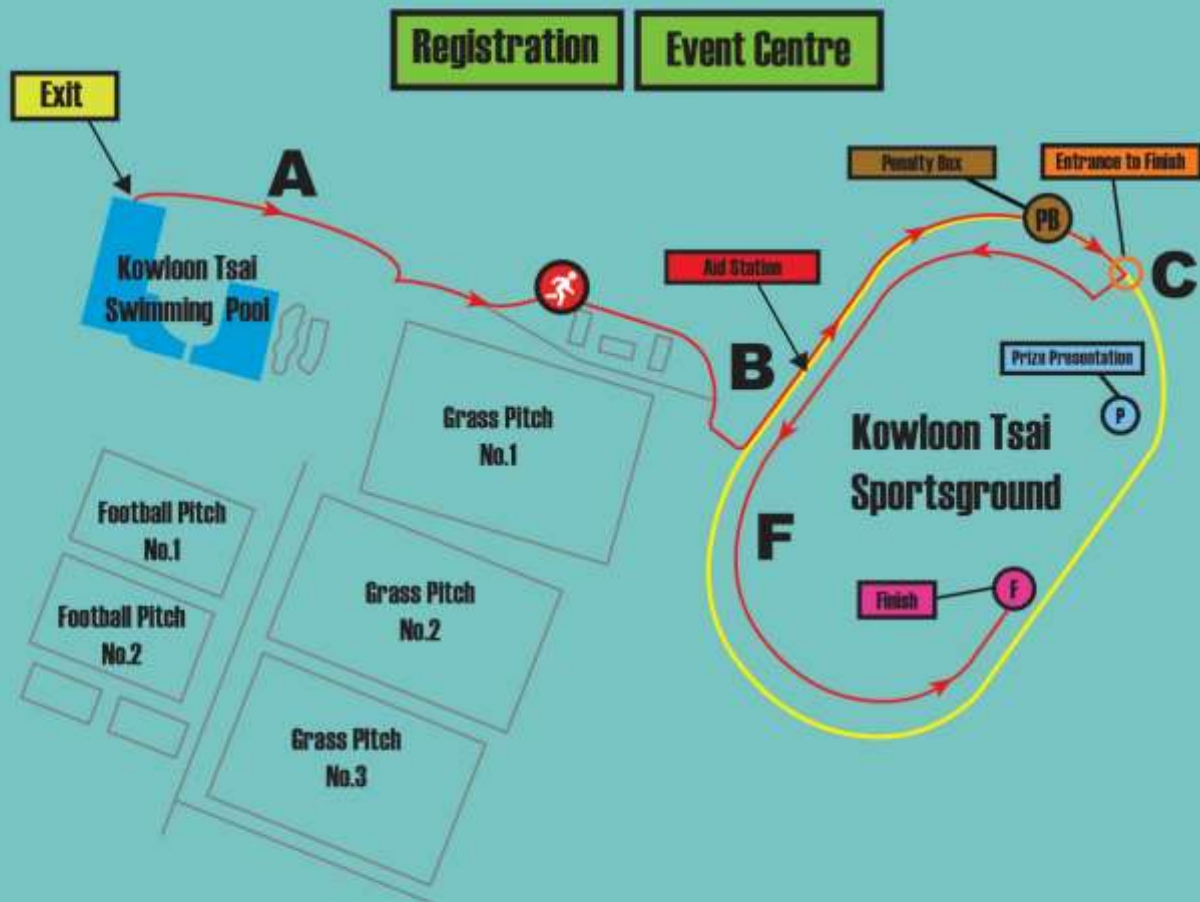 Registration
Event Centre
Exit
A
Penalty Box
Entrance to Finish
PB
Kowloon Tsai
Swimming Pool
Aid Station
C
B
Prize Presentation
P
Grass Pitch
No.1
Kowloon Tsai
Sportsground
Football Pitch
No.1
F
Grass Pitch
No.2
Finish
F
Football Pitch
No.2
Grass Pitch
No.3